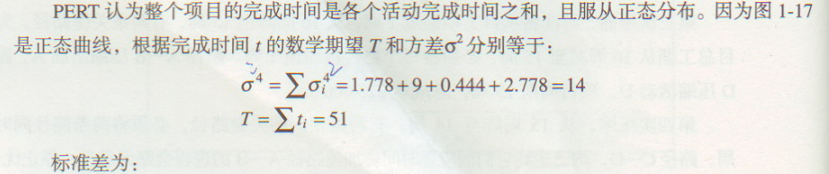 PERT 认为整个项目的完成时间是各个活动完成时间之和，且服从正态分布。因为图 1-17
是正态曲线，根据完成时间 t 的数学期望 T 和方差σ²分别等于：
σ⁴ = ∑σᵢ⁴ = 1.778 + 9 + 0.444 + 2.778 = 14
T = ∑tᵢ = 51
标准差为：